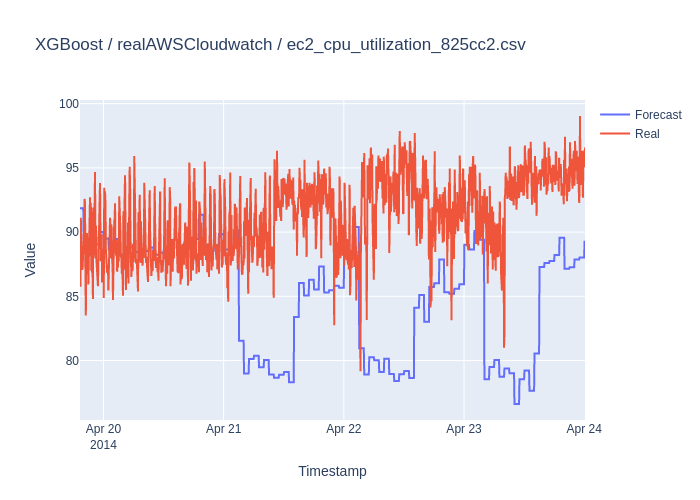 XGBoost / realAWSCloudwatch / ec2_cpu_utilization_825cc2.csv
100
95
90
85
80
Value
Apr 20
2014
Apr 21
Apr 22
Apr 23
Apr 24
Timestamp
Forecast
Real